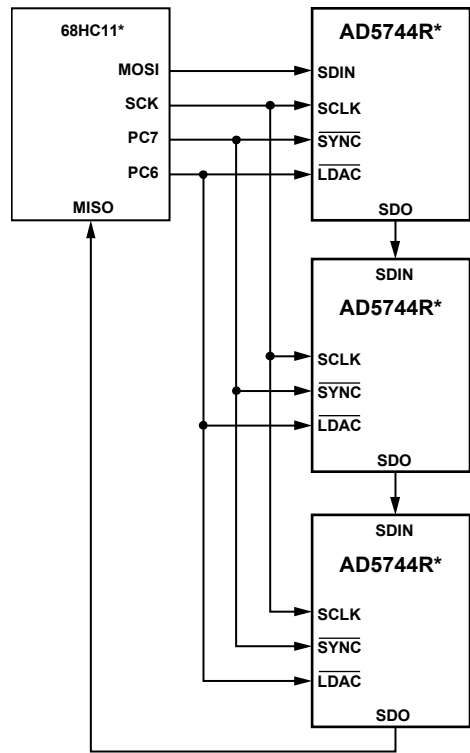 68HC11*
MOSI
SCK
PC7
PC6
MISO
AD5744R*
SDIN
SCLK
SYNC
LDAC
SDO
SDIN
AD5744R*
SCLK
SYNC
LDAC
SDO
SDIN
AD5744R*
SCLK
SYNC
LDAC
SDO